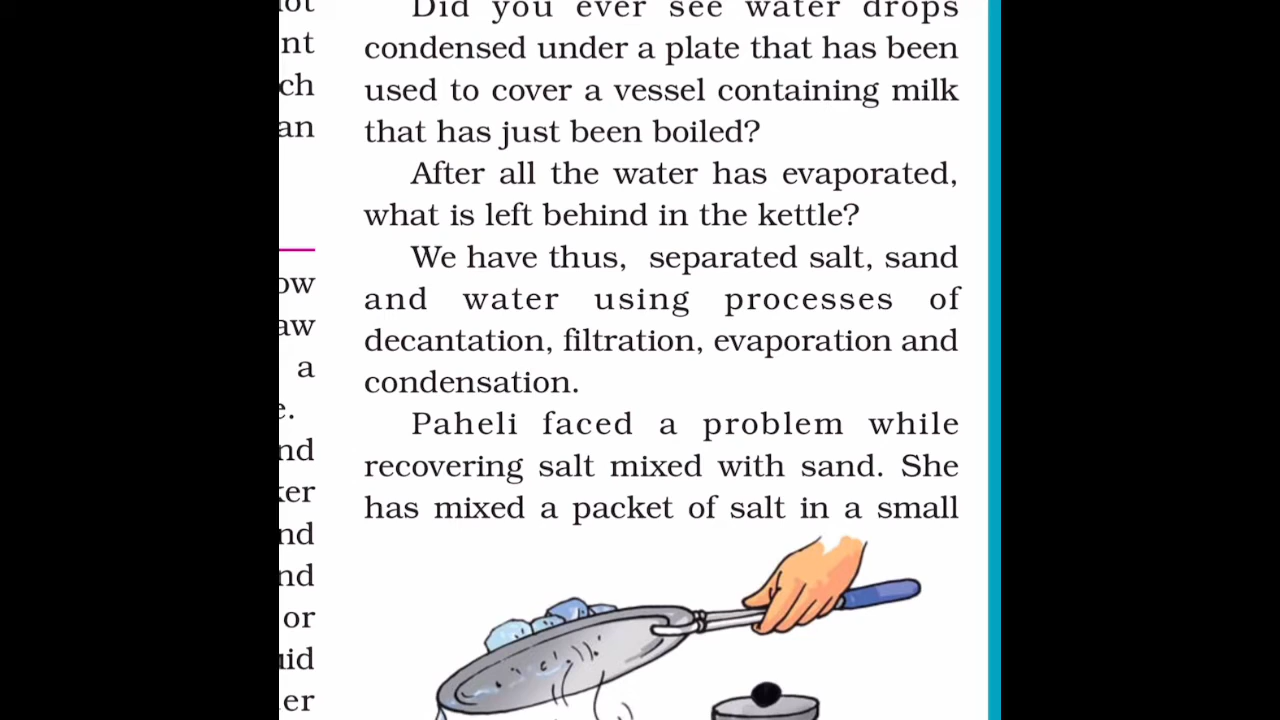 Did you ever see water drops
condensed under a plate that has been
used to cover a vessel containing milk
that has just been boiled?
After all the water has evaporated,
what is left behind in the kettle?
We have thus, separated salt, sand
and water using processes of
decantation, filtration, evaporation and
condensation.
Paheli faced a problem while
recovering salt mixed with sand. She
has mixed a packet of salt in a small